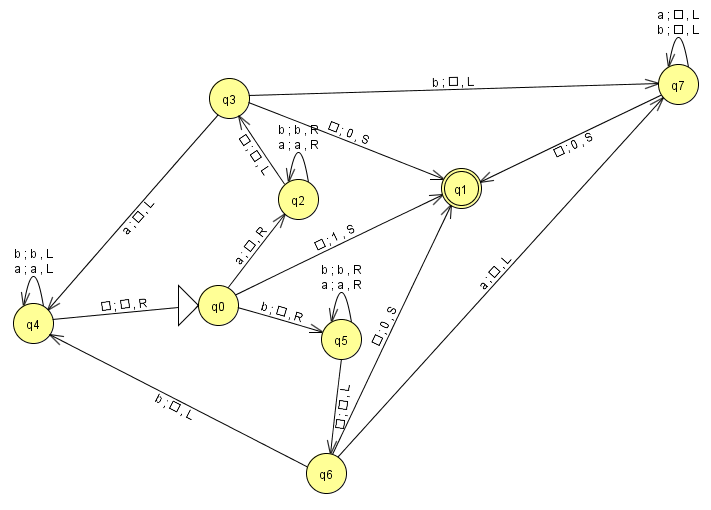 a ; □ , L
b ; □ , L
q7
b ; □ , L
q3
□ ; 0 , S
b ; b , R
a ; a , R
□ ; □ , L
□ ; 0 , S
q1
q2
a ; □ , L
a ; □ , R
□ ; 1 , S
b ; b , L
a ; a , L
b ; b , R
a ; a , R
a ; □ , L
□ ; □ , R
q0
b ; □ , R
q4
□ ; 0 , S
q5
b ; □ , L
□ ; □ , L
q6